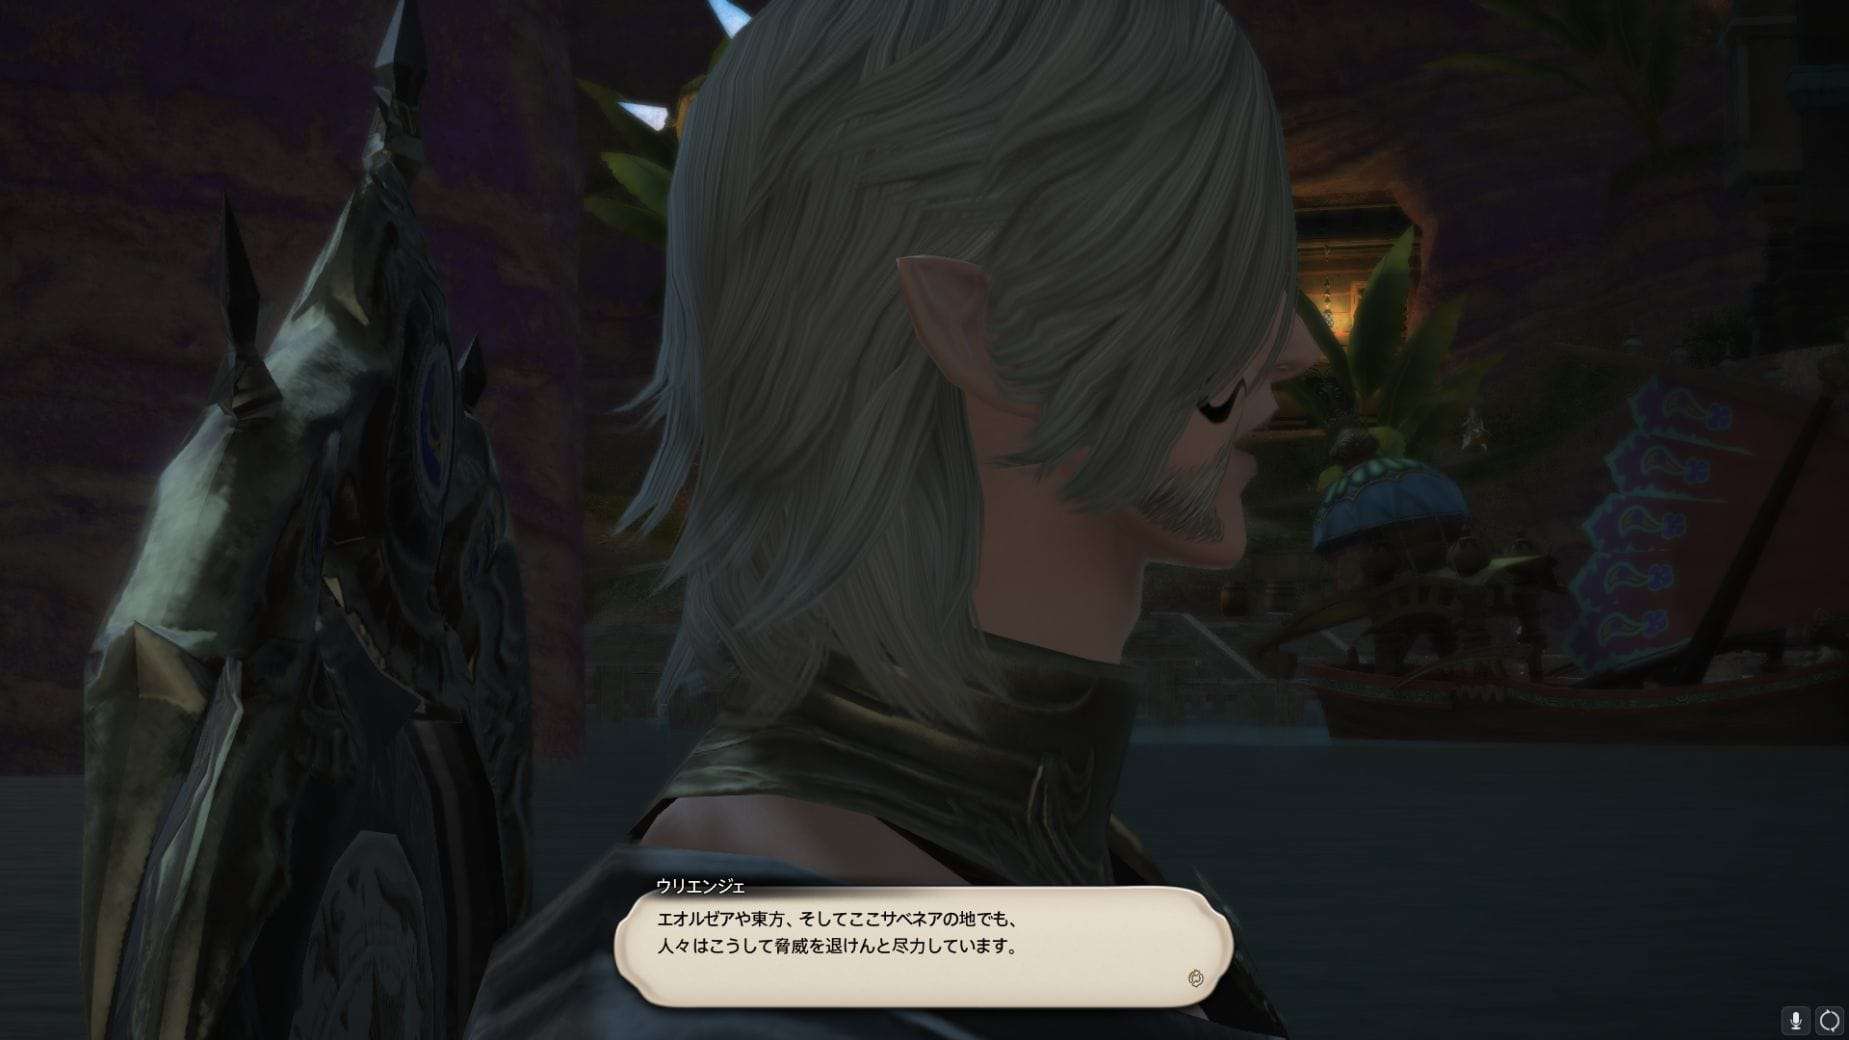 ウリエンジェ
エオルゼアや東方、そしてここサベネアの地でも、
人々はこうして脅威を退けんと尽力しています。